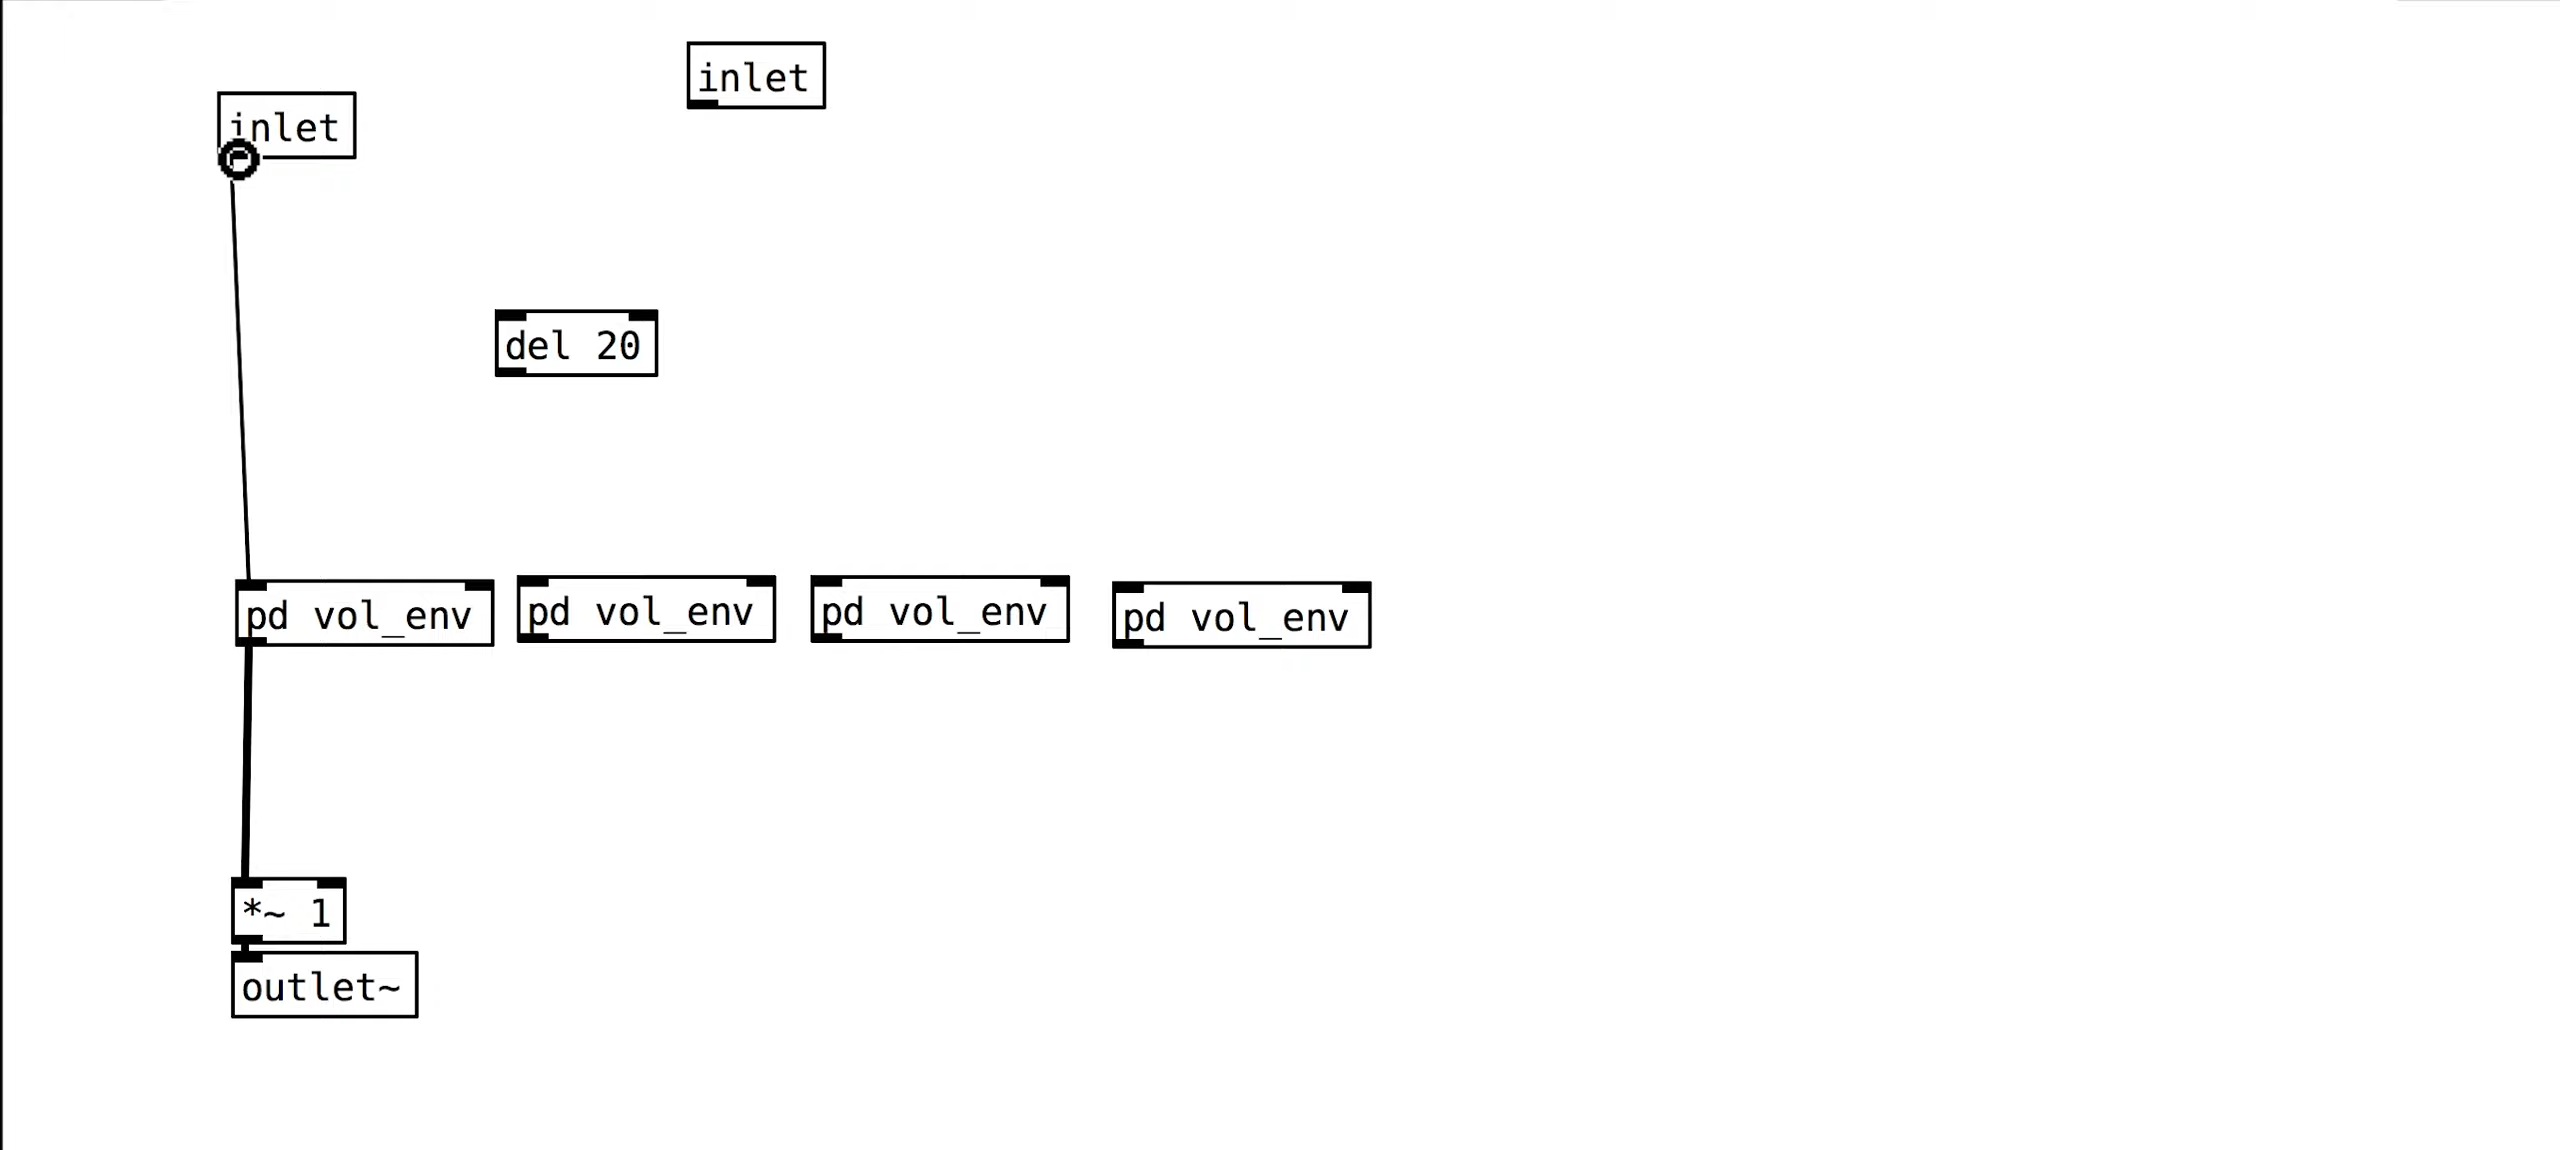 inlet
inlet
del 20
pd vol_env
pd vol_env
pd vol_env
pd vol_env
*~ 1
outlet~